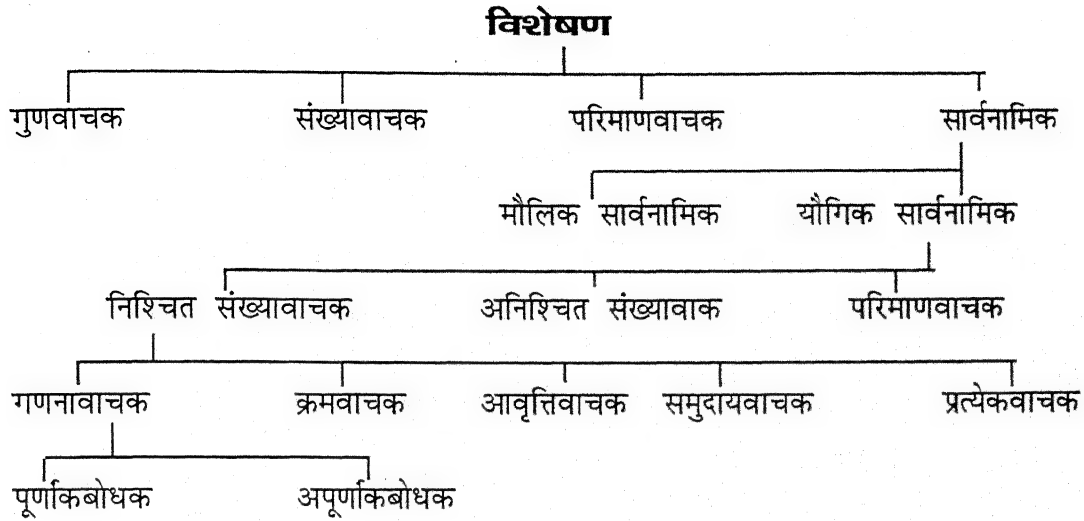 विशेषण
गुणवाचक संख्यावाचक परिमाणवाचक सार्वनामिक
मौलिक सार्वनामिक यौगिक सार्वनामिक
निश्चित संख्यावाचक अनिश्चित संख्यावाक परिमाणवाचक
गणनावाचक क्रमवाचक आवृत्तिवाचक समुदायवाचक प्रत्येकवाचक
पूर्णाकबोधक अपूर्णाकबोधक